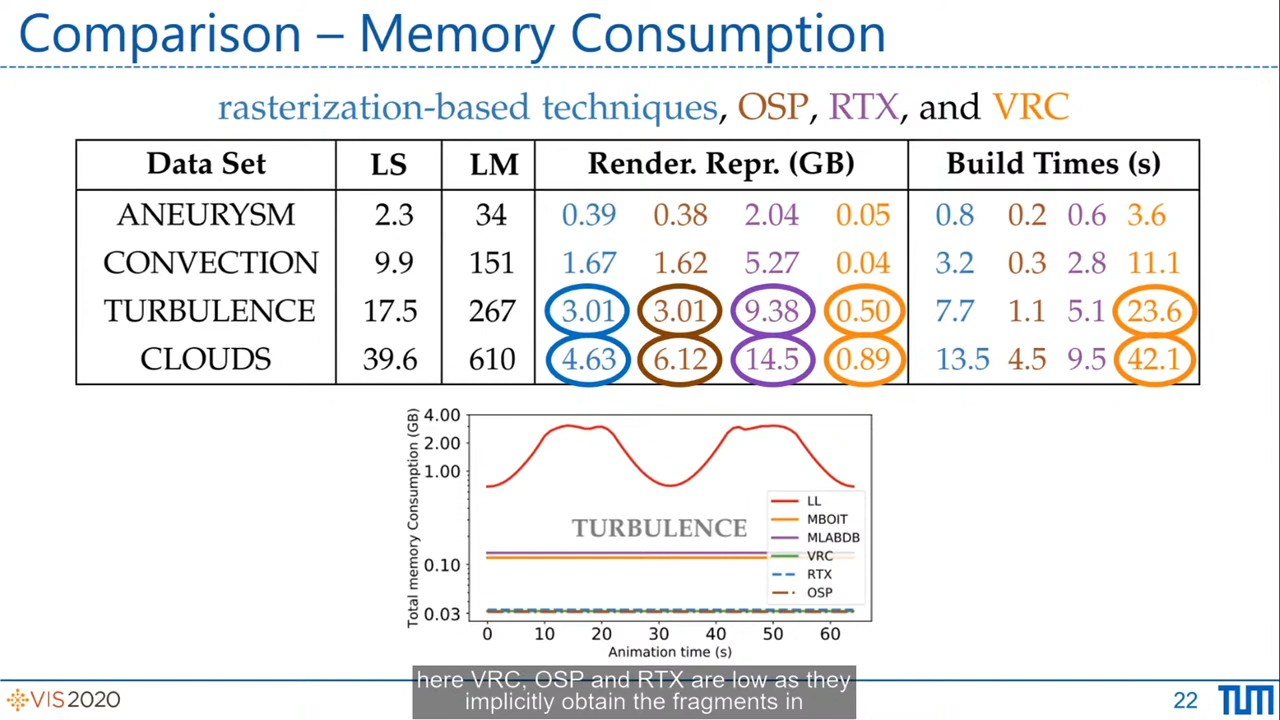 Comparison – Memory Consumption
rasterization-based techniques, OSP, RTX, and VRC
Data Set LS LM Render. Repr. (GB) Build Times (s)
ANEURYSM 2.3 34 0.39 0.38 2.04 0.05 0.8 0.2 0.6 3.6
CONVECTION 9.9 151 1.67 1.62 5.27 0.04 3.2 0.3 2.8 11.1
TURBULENCE 17.5 267 3.01 3.01 9.38 0.50 7.7 1.1 5.1 23.6
CLOUDS 39.6 610 4.63 6.12 14.5 0.89 13.5 4.5 9.5 42.1
Total memory Consumption (GB)
4.00
2.00
1.00
0.10
0.03
TURBULENCE
LL
MBOIT
MLABDB
VRC
RTX
OSP
0 10 20 30 40 50 60
Animation time (s)
here VRC, OSP and RTX are low as they
implicitly obtain the fragments in
VIS2020
22
TUM